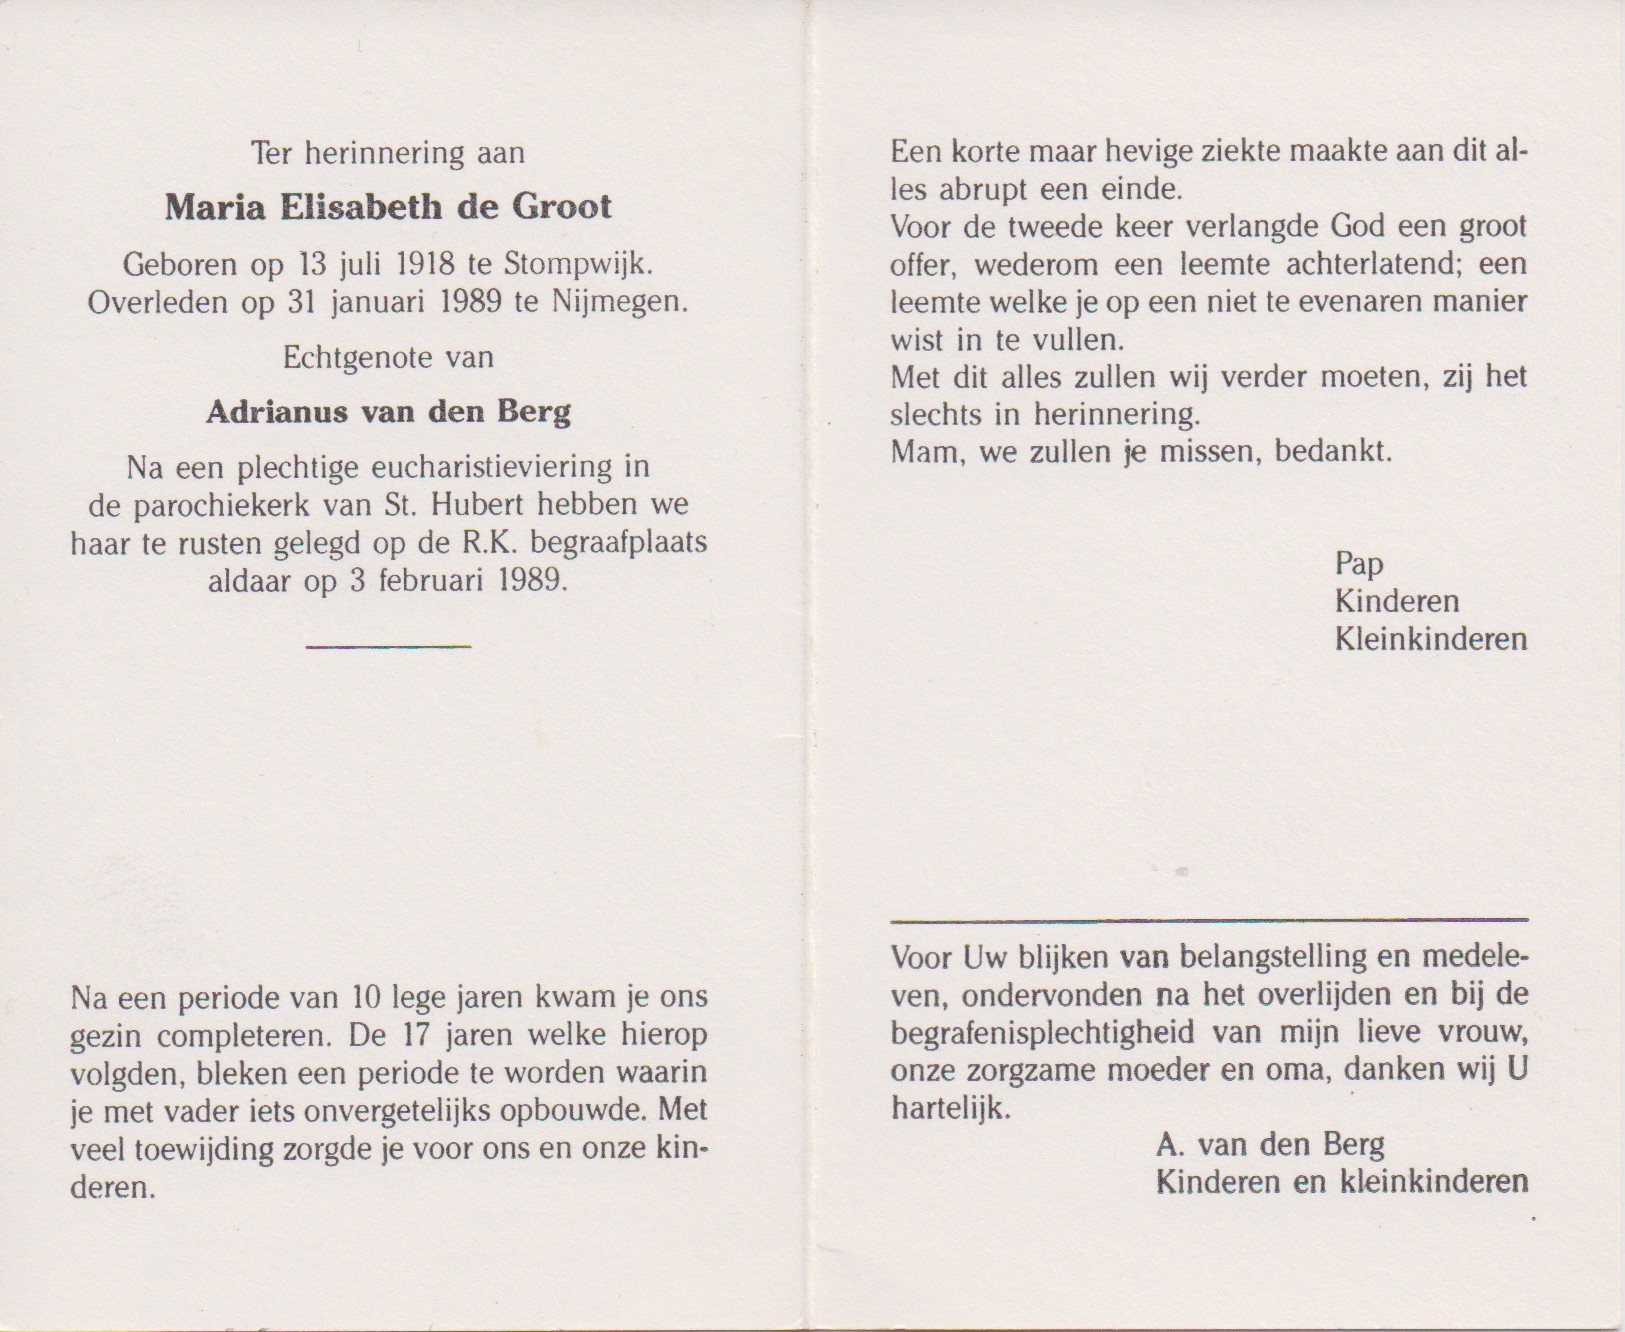 Ter herinnering aan
Maria Elisabeth de Groot
Geboren op 13 juli 1918 te Stompwijk.
Overleden op 31 januari 1989 te Nijmegen.
Echtgenote van
Adrianus van den Berg
Na een plechtige eucharistieviering in
de parochiekerk van St. Hubert hebben we
haar te rusten gelegd op de R.K. begraafplaats
aldaar op 3 februari 1989.
Na een periode van 10 lege jaren kwam je ons
gezin completeren. De 17 jaren welke hierop
volgden, bleken een periode te worden waarin
je met vader iets onvergetelijks opbouwde. Met
veel toewijding zorgde je voor ons en onze kin-
deren.
Een korte maar hevige ziekte maakte aan dit al-
les abrupt een einde.
Voor de tweede keer verlangde God een groot
offer, wederom een leemte achterlatend; een
leemte welke je op een niet te evenaren manier
wist in te vullen.
Met dit alles zullen wij verder moeten, zij het
slechts in herinnering.
Mam, we zullen je missen, bedankt.
Pap
Kinderen
Kleinkinderen
Voor Uw blijken van belangstelling en medele-
ven, ondervonden na het overlijden en bij de
begrafenisplechtigheid van mijn lieve vrouw,
onze zorgzame moeder en oma, danken wij U
hartelijk.
A. van den Berg
Kinderen en kleinkinderen